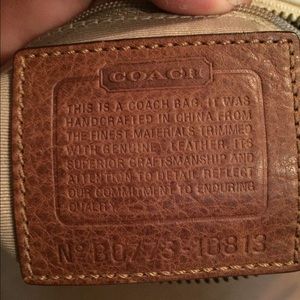 COACH
THIS IS A COACH BAG. IT WAS
HANDCRAFTED IN CHINA FROM
THE FINEST MATERIALS TRIMMED
WITH GENUINE LEATHER. ITS
SUPERIOR CRAFTSMANSHIP AND
ATTENTION TO DETAIL REFLECT
OUR COMMITMENT TO ENDURING
QUALITY.
Nº B0773-10813